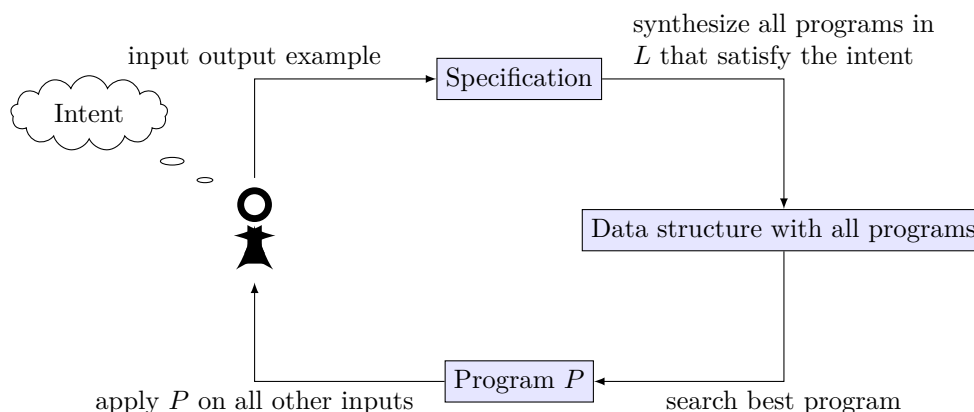 synthesize all programs in
input output example
L that satisfy the intent
Specification
Intent
Data structure with all programs
Program P
apply P on all other inputs
search best program